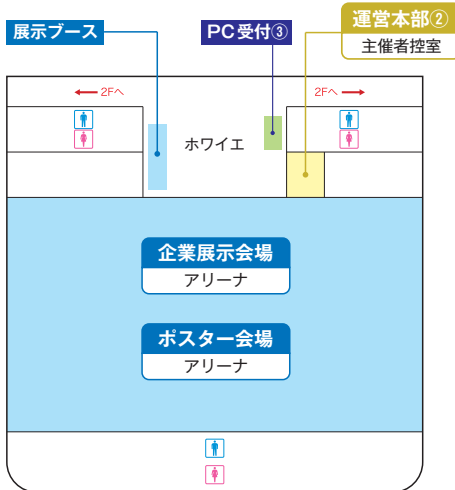 展示ブース
PC受付③
運営本部②
主催者控室
← 2Fへ
2Fへ →
ホワイエ
企業展示会場
アリーナ
ポスター会場
アリーナ